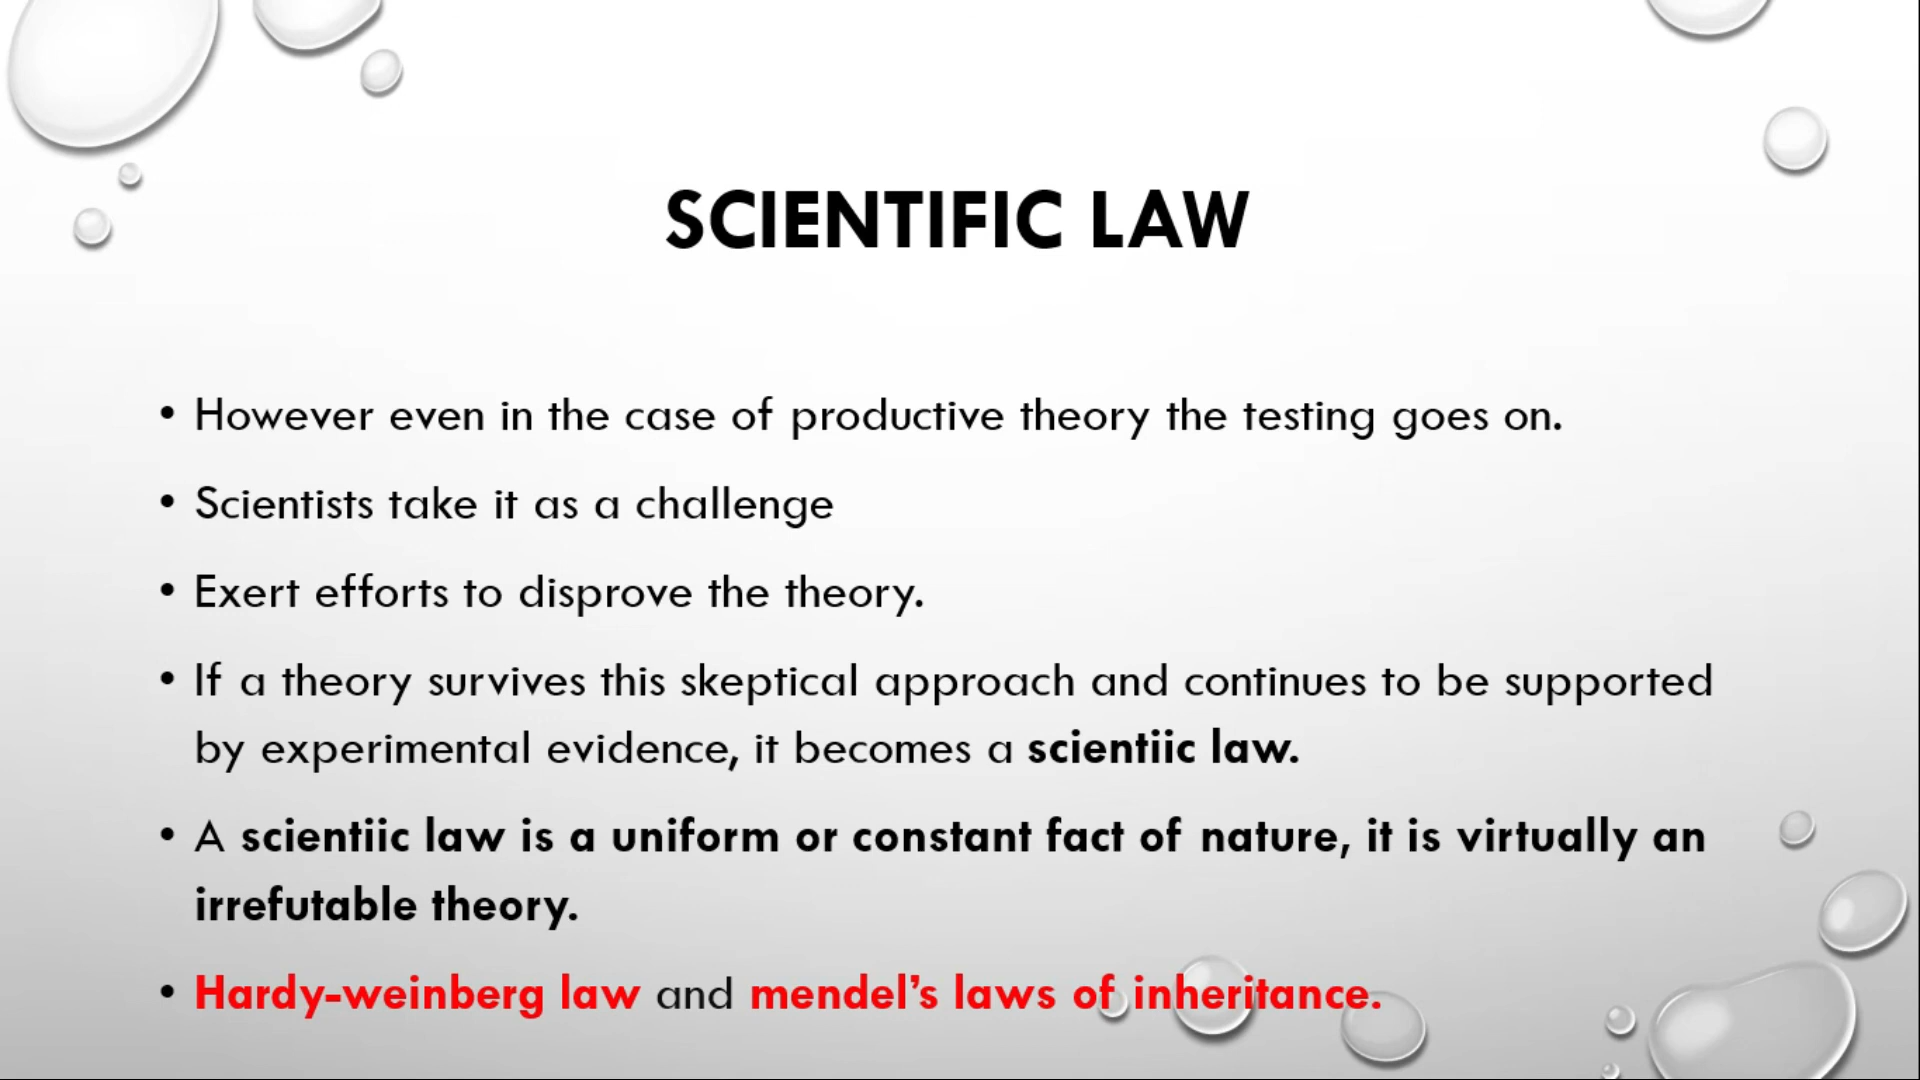 SCIENTIFIC LAW
• However even in the case of productive theory the testing goes on.
• Scientists take it as a challenge
• Exert efforts to disprove the theory.
• If a theory survives this skeptical approach and continues to be supported
by experimental evidence, it becomes a scientiic law.
• A scientiic law is a uniform or constant fact of nature, it is virtually an
irrefutable theory.
• Hardy-weinberg law and mendel’s laws of inheritance.